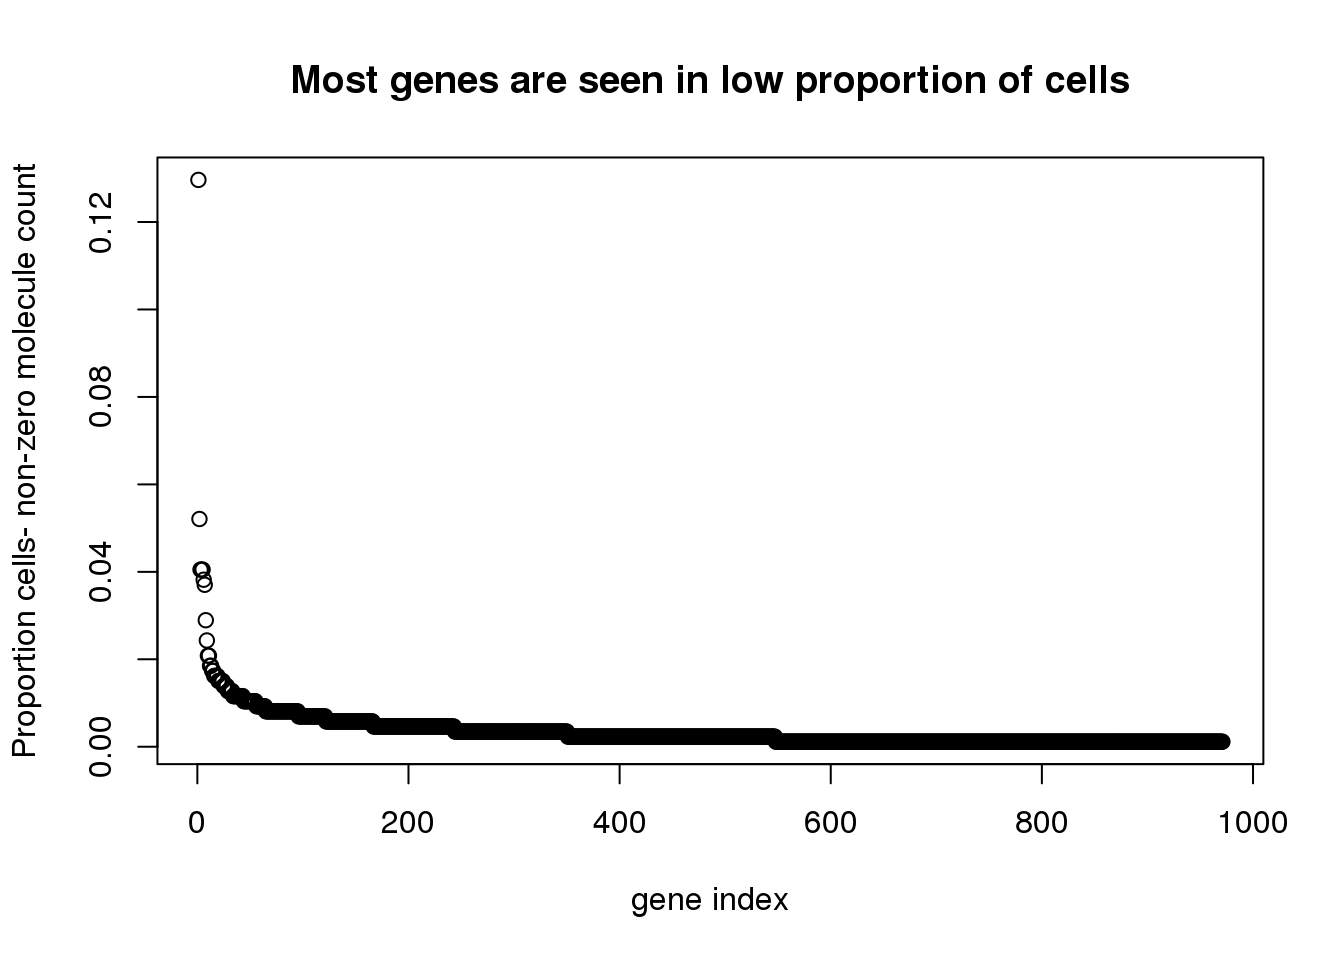 Most genes are seen in low proportion of cells
Proportion cells- non-zero molecule count
0.12
0.08
0.04
0.00
0 200 400 600 800 1000
gene index